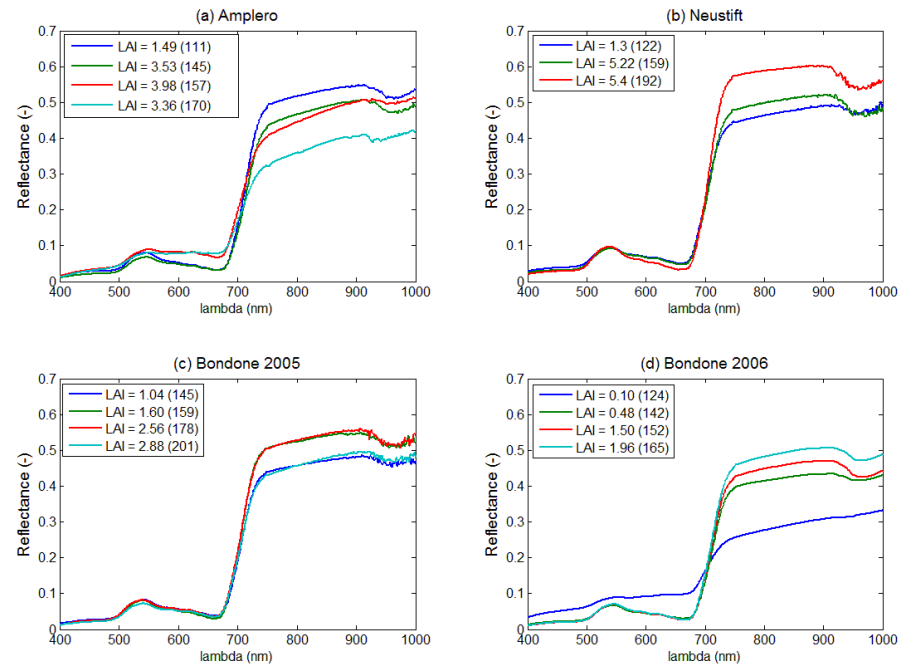 (a) Amplero
LAI = 1.49 (111)
LAI = 3.53 (145)
LAI = 3.98 (157)
LAI = 3.36 (170)
Reflectance (-)
0.7
0.6
0.5
0.4
0.3
0.2
0.1
0
400 500 600 700 800 900 1000
lambda (nm)
(b) Neustift
LAI = 1.3 (122)
LAI = 5.22 (159)
LAI = 5.4 (192)
Reflectance (-)
0.7
0.6
0.5
0.4
0.3
0.2
0.1
0
400 500 600 700 800 900 1000
lambda (nm)
(c) Bondone 2005
LAI = 1.04 (145)
LAI = 1.60 (159)
LAI = 2.56 (178)
LAI = 2.88 (201)
Reflectance (-)
0.7
0.6
0.5
0.4
0.3
0.2
0.1
0
400 500 600 700 800 900 1000
lambda (nm)
(d) Bondone 2006
LAI = 0.10 (124)
LAI = 0.48 (142)
LAI = 1.50 (152)
LAI = 1.96 (165)
Reflectance (-)
0.7
0.6
0.5
0.4
0.3
0.2
0.1
0
400 500 600 700 800 900 1000
lambda (nm)